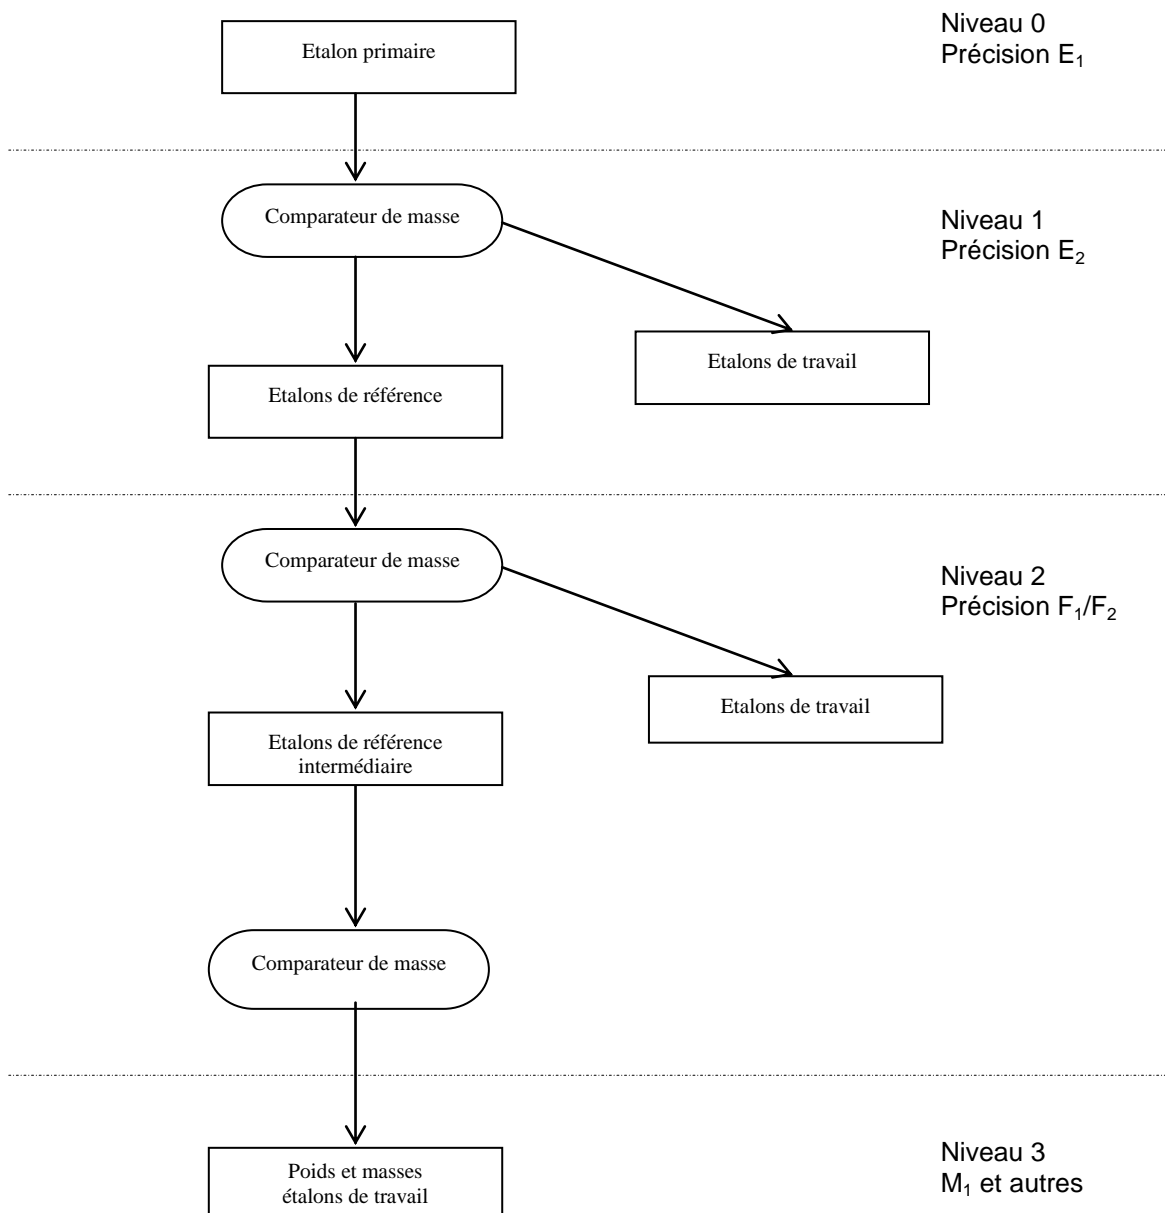 Niveau 0
Etalon primaire
Précision E₁
Comparateur de masse
Niveau 1
Précision E₂
Etalons de travail
Etalons de référence
Comparateur de masse
Niveau 2
Précision F₁/F₂
Etalons de travail
Etalons de référence
intermédiaire
Comparateur de masse
Poids et masses
étalons de travail
Niveau 3
M₁ et autres